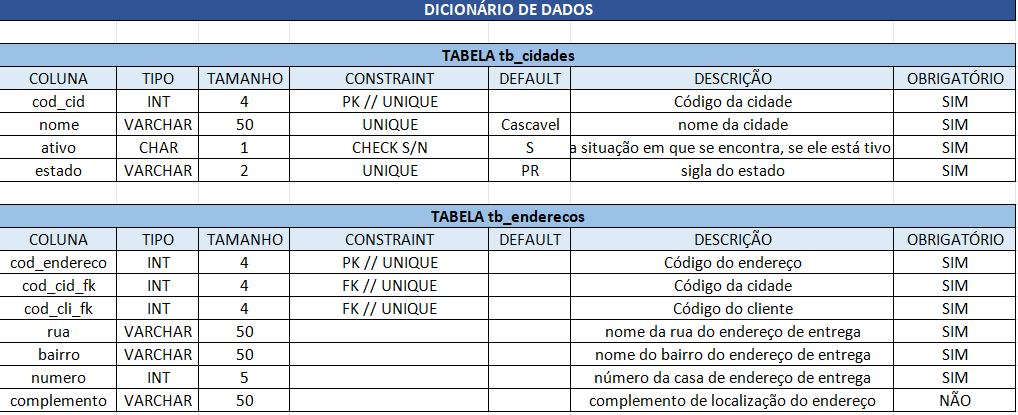 DICIONÁRIO DE DADOS
TABELA tb_cidades
COLUNA TIPO TAMANHO CONSTRAINT DEFAULT DESCRIÇÃO OBRIGATÓRIO
cod_cid INT 4 PK // UNIQUE Código da cidade SIM
nome VARCHAR 50 UNIQUE Cascavel nome da cidade SIM
ativo CHAR 1 CHECK S/N S a situação em que se encontra, se ele está tivo SIM
estado VARCHAR 2 UNIQUE PR sigla do estado SIM
TABELA tb_enderecos
COLUNA TIPO TAMANHO CONSTRAINT DEFAULT DESCRIÇÃO OBRIGATÓRIO
cod_endereco INT 4 PK // UNIQUE Código do endereço SIM
cod_cid_fk INT 4 FK // UNIQUE Código da cidade SIM
cod_cli_fk INT 4 FK // UNIQUE Código do cliente SIM
rua VARCHAR 50 nome da rua do endereço de entrega SIM
bairro VARCHAR 50 nome do bairro do endereço de entrega SIM
numero INT 5 número da casa de endereço de entrega SIM
complemento VARCHAR 50 complemento de localização do endereço NÃO